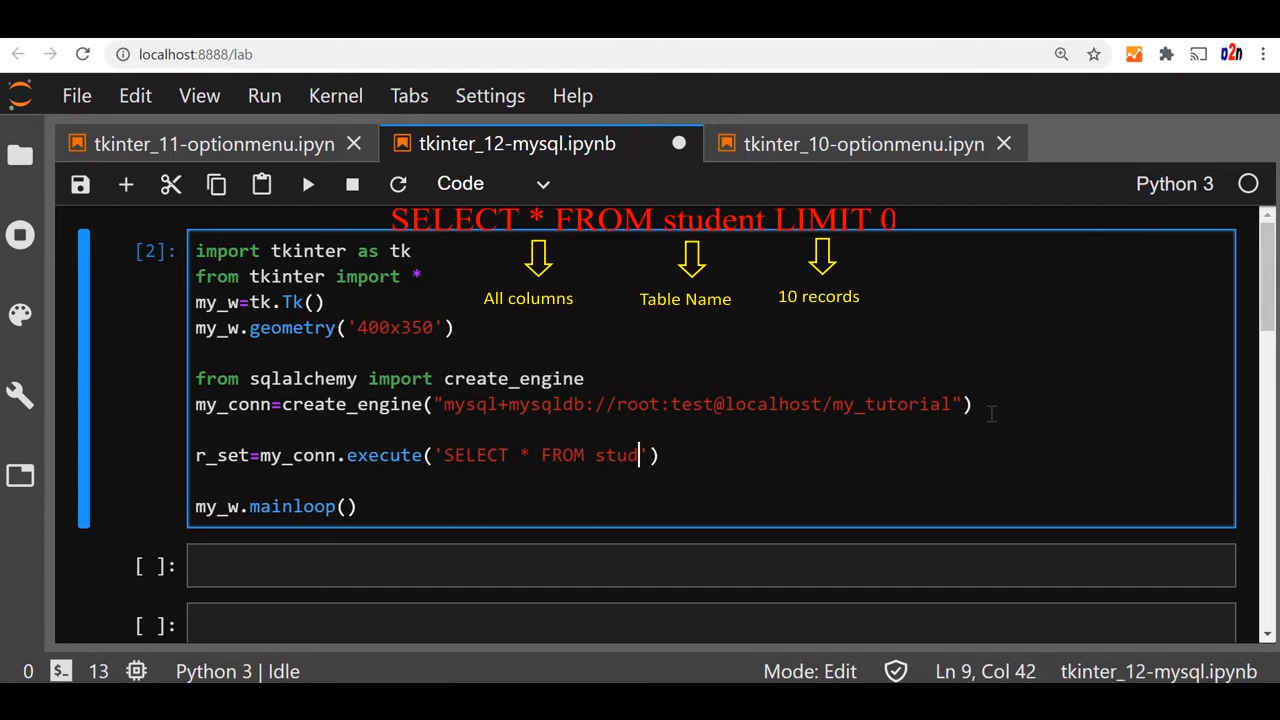 localhost:8888/lab
File Edit View Run Kernel Tabs Settings Help
tkinter_11-optionmenu.ipyn tkinter_12-mysql.ipynb tkinter_10-optionmenu.ipyn
Code Python 3
SELECT * FROM student LIMIT 0
All columns Table Name 10 records
[2]: import tkinter as tk
from tkinter import *
my_w=tk.Tk()
my_w.geometry('400x350')
from sqlalchemy import create_engine
my_conn=create_engine("mysql+mysqldb://root:test@localhost/my_tutorial")
r_set=my_conn.execute('SELECT * FROM stud')
my_w.mainloop()
[ ]:
[ ]:
0 $_ 13 Python 3 | Idle Mode: Edit Ln 9, Col 42 tkinter_12-mysql.ipynb